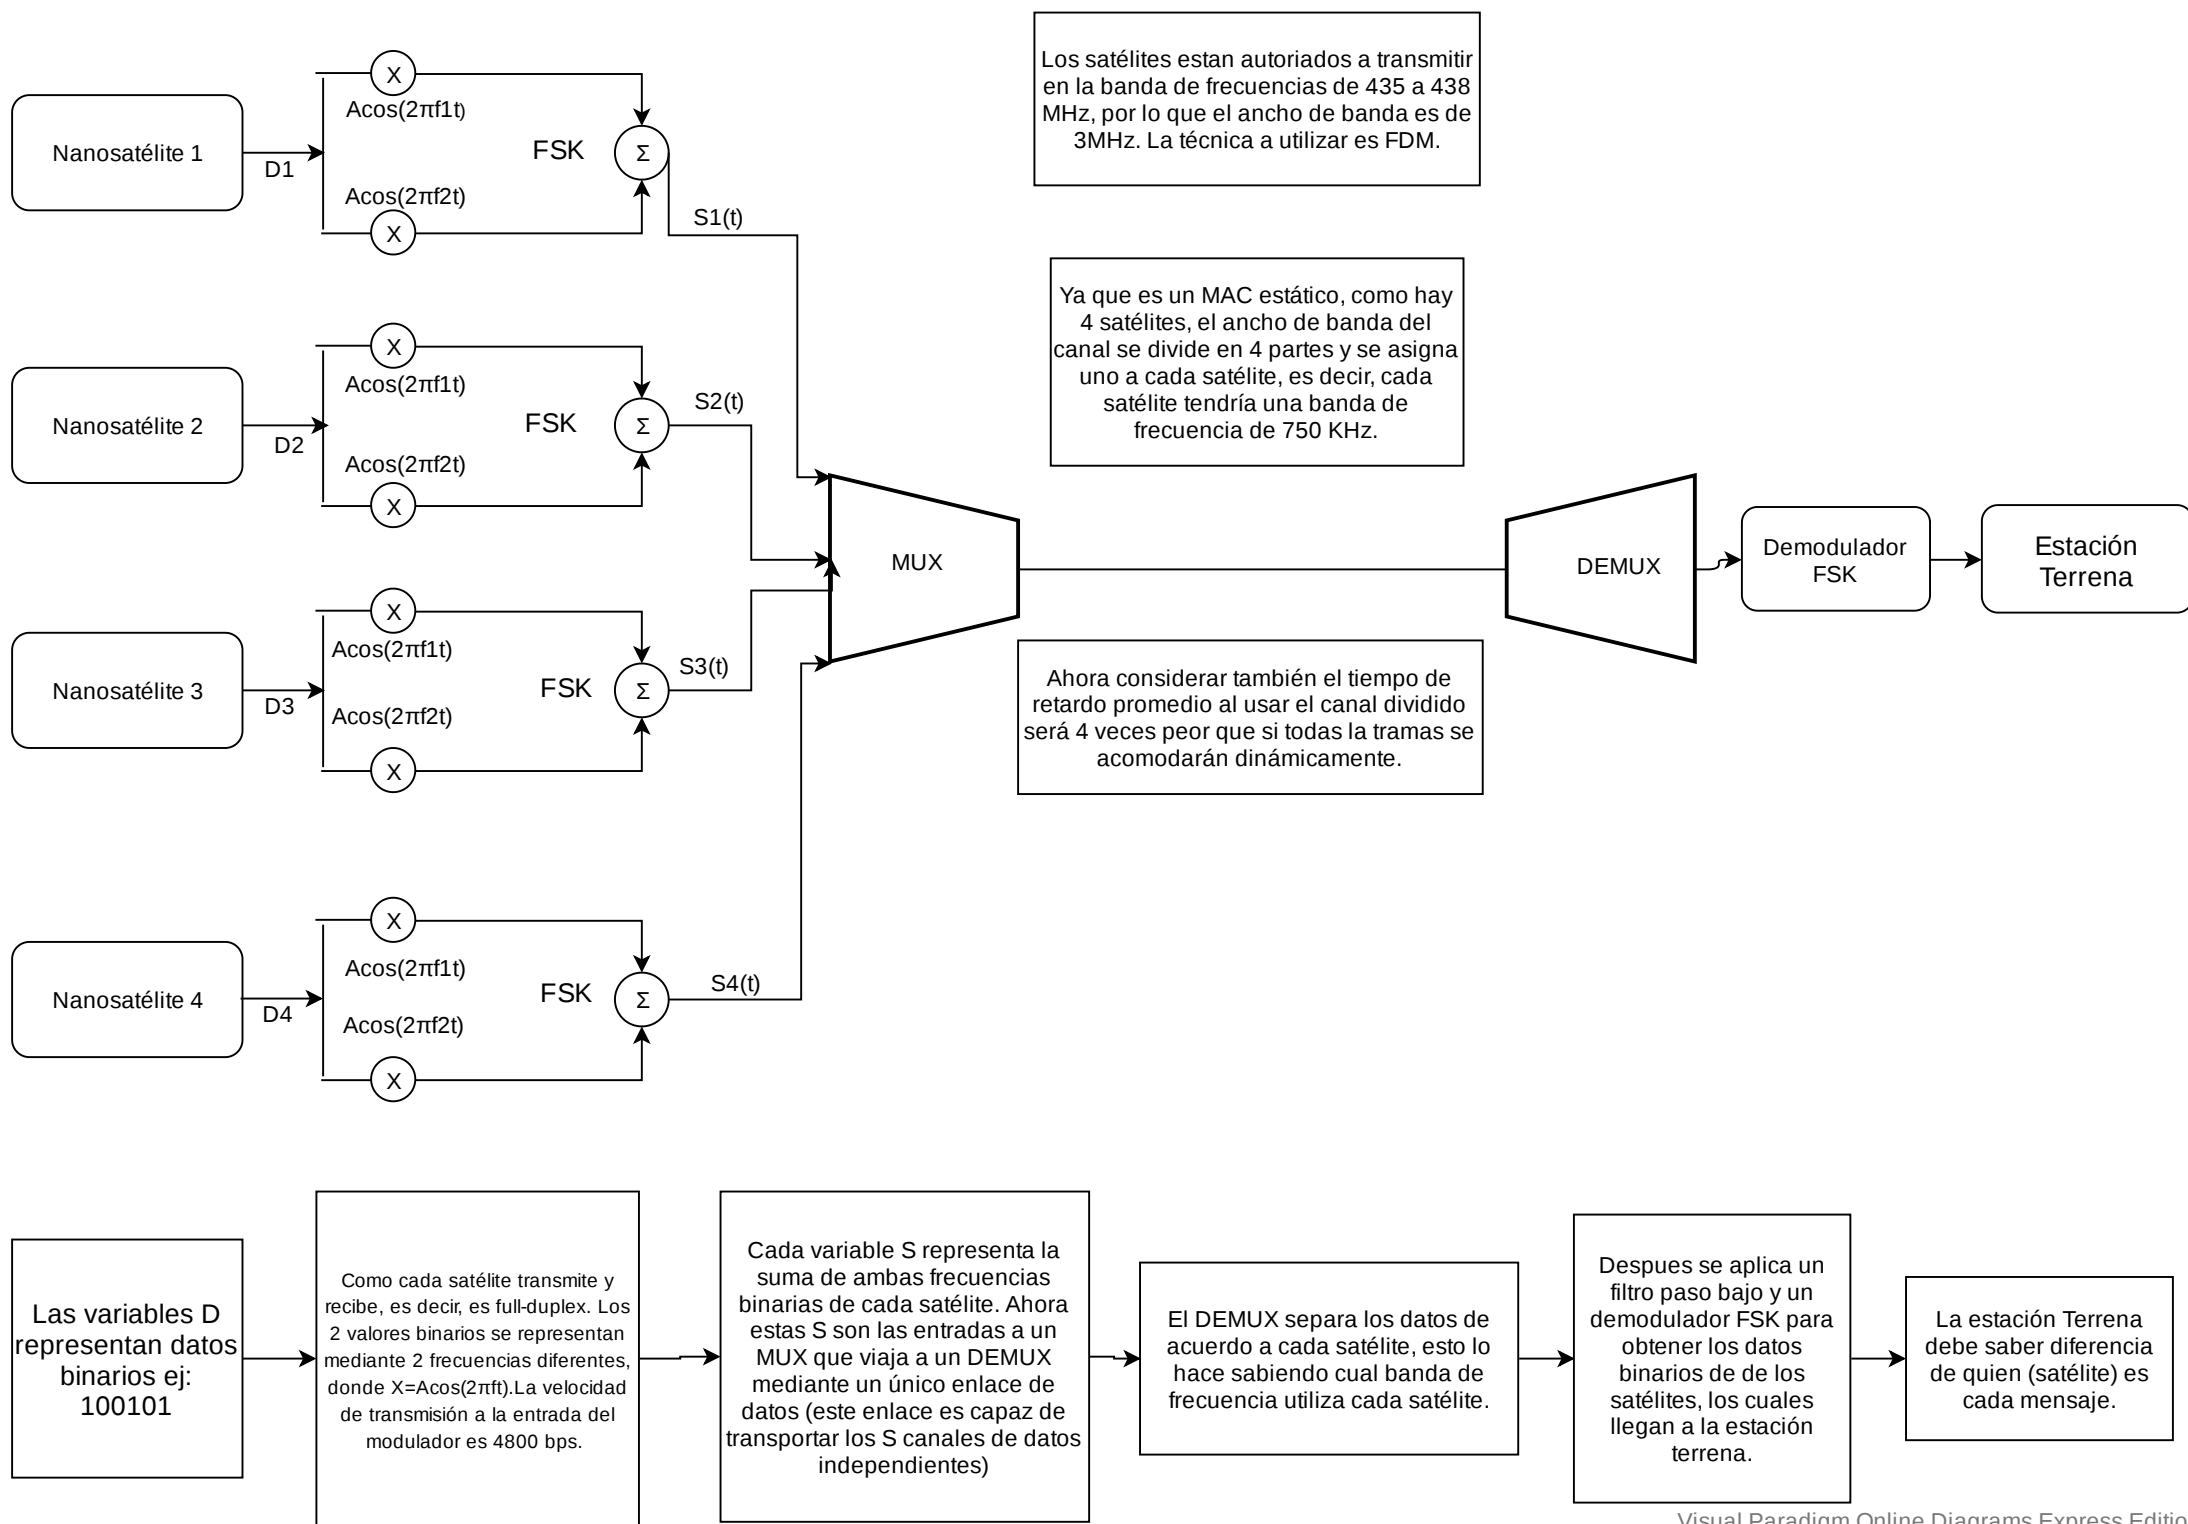 Los satélites estan autoriados a transmitir
en la banda de frecuencias de 435 a 438
MHz, por lo que el ancho de banda es de
3MHz. La técnica a utilizar es FDM.
Nanosatélite 1
D1
X
Acos(2πf1t)
Acos(2πf2t)
X
FSK
Σ
S1(t)
Ya que es un MAC estático, como hay
4 satélites, el ancho de banda del
canal se divide en 4 partes y se asigna
uno a cada satélite, es decir, cada
satélite tendría una banda de
frecuencia de 750 KHz.
Nanosatélite 2
D2
X
Acos(2πf1t)
Acos(2πf2t)
X
FSK
Σ
S2(t)
MUX
DEMUX
Demodulador
FSK
Estación
Terrena
Nanosatélite 3
D3
X
Acos(2πf1t)
Acos(2πf2t)
X
FSK
Σ
S3(t)
Ahora considerar también el tiempo de
retardo promedio al usar el canal dividido
será 4 veces peor que si todas la tramas se
acomodarán dinámicamente.
Nanosatélite 4
D4
X
Acos(2πf1t)
Acos(2πf2t)
X
FSK
Σ
S4(t)
Las variables D
representan datos
binarios ej:
100101
Como cada satélite transmite y
recibe, es decir, es full-duplex. Los
2 valores binarios se representan
mediante 2 frecuencias diferentes,
donde X=Acos(2πft).La velocidad
de transmisión a la entrada del
modulador es 4800 bps.
Cada variable S representa la
suma de ambas frecuencias
binarias de cada satélite. Ahora
estas S son las entradas a un
MUX que viaja a un DEMUX
mediante un único enlace de
datos (este enlace es capaz de
transportar los S canales de datos
independientes)
El DEMUX separa los datos de
acuerdo a cada satélite, esto lo
hace sabiendo cual banda de
frecuencia utiliza cada satélite.
Despues se aplica un
filtro paso bajo y un
demodulador FSK para
obtener los datos
binarios de de los
satélites, los cuales
llegan a la estación
terrena.
La estación Terrena
debe saber diferencia
de quien (satélite) es
cada mensaje.
Visual Paradigm Online Diagrams Express Editio